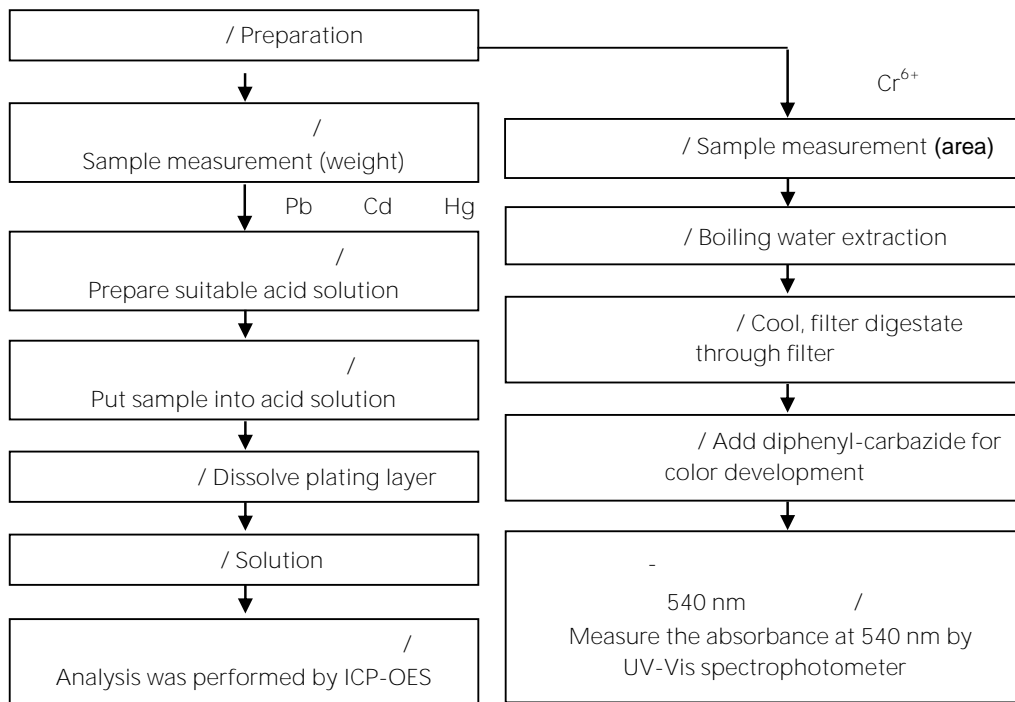 / Preparation
/
Sample measurement (weight)
Pb Cd Hg
/
Prepare suitable acid solution
/
Put sample into acid solution
/ Dissolve plating layer
/ Solution
/
Analysis was performed by ICP-OES
Cr⁶⁺
/ Sample measurement (area)
/ Boiling water extraction
/ Cool, filter digestate
through filter
/ Add diphenyl-carbazide for
color development
-
540 nm /
Measure the absorbance at 540 nm by
UV-Vis spectrophotometer